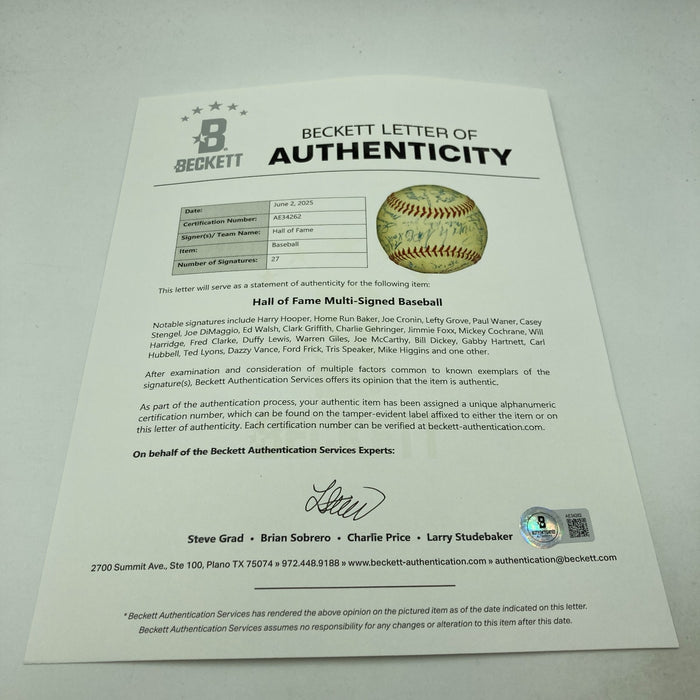 BECKETT
BECKETT LETTER OF
AUTHENTICITY
Date: June 2, 2025
Certification Number: AE34262
Signer(s)/ Team Name: Hall of Fame
Item: Baseball
Number of Signatures: 27
This letter will serve as a statement of authenticity for the following item:
Hall of Fame Multi-Signed Baseball
Notable signatures include Harry Hooper, Home Run Baker, Joe Cronin, Lefty Grove, Paul Waner, Casey
Stengel, Joe DiMaggio, Ed Walsh, Clark Griffith, Charlie Gehringer, Jimmie Foxx, Mickey Cochrane, Will
Harridge, Fred Clarke, Duffy Lewis, Warren Giles, Joe McCarthy, Bill Dickey, Gabby Hartnett, Carl
Hubbell, Ted Lyons, Dazzy Vance, Ford Frick, Tris Speaker, Mike Higgins and one other.
After examination and consideration of multiple factors common to known exemplars of the
signature(s), Beckett Authentication Services offers its opinion that the item is authentic.
As part of the authentication process, your authentic item has been assigned a unique alphanumeric
certification number, which can be found on the tamper-evident label affixed to either the item or on
this letter of authenticity. Each certification number can be verified at beckett-authentication.com.
On behalf of the Beckett Authentication Services Experts:
Steve Grad • Brian Sobrero • Charlie Price • Larry Studebaker
2700 Summit Ave., Ste 100, Plano TX 75074 » 972.448.9188 » www.beckett-authentication.com » authentication@beckett.com
*Beckett Authentication Services has rendered the above opinion on the pictured item as of the date indicated on this letter.
Beckett Authentication Services assumes no responsibility for any changes or alteration to this item after this date.